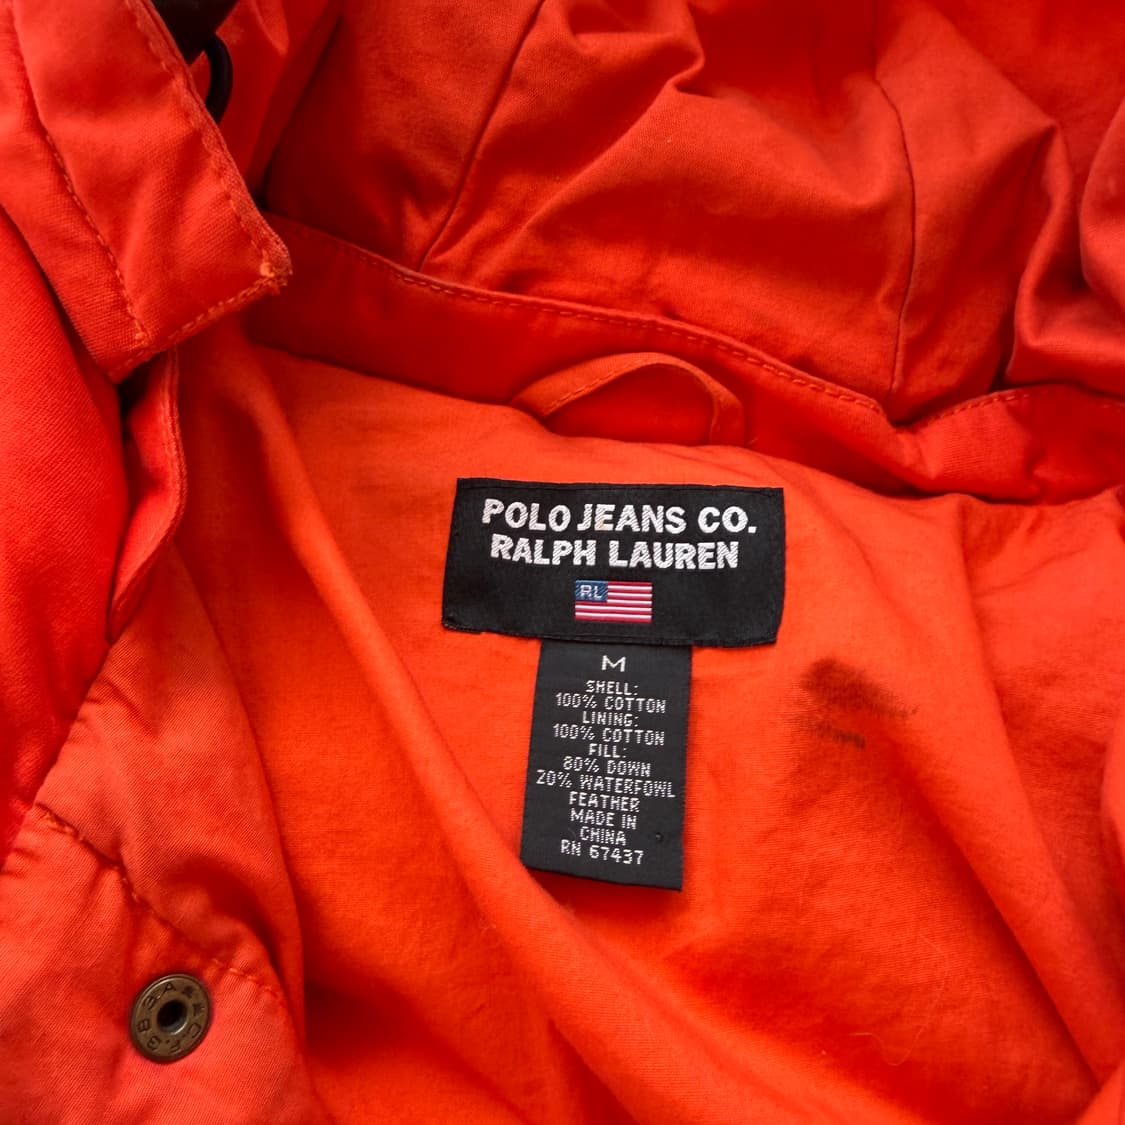 POLO JEANS CO.
RALPH LAUREN
RL
M
SHELL:
100% COTTON
LINING:
100% COTTON
FILL:
80% DOWN
20% WATERFOWL
FEATHER
MADE IN
CHINA
RN 67437
C.F. 383A